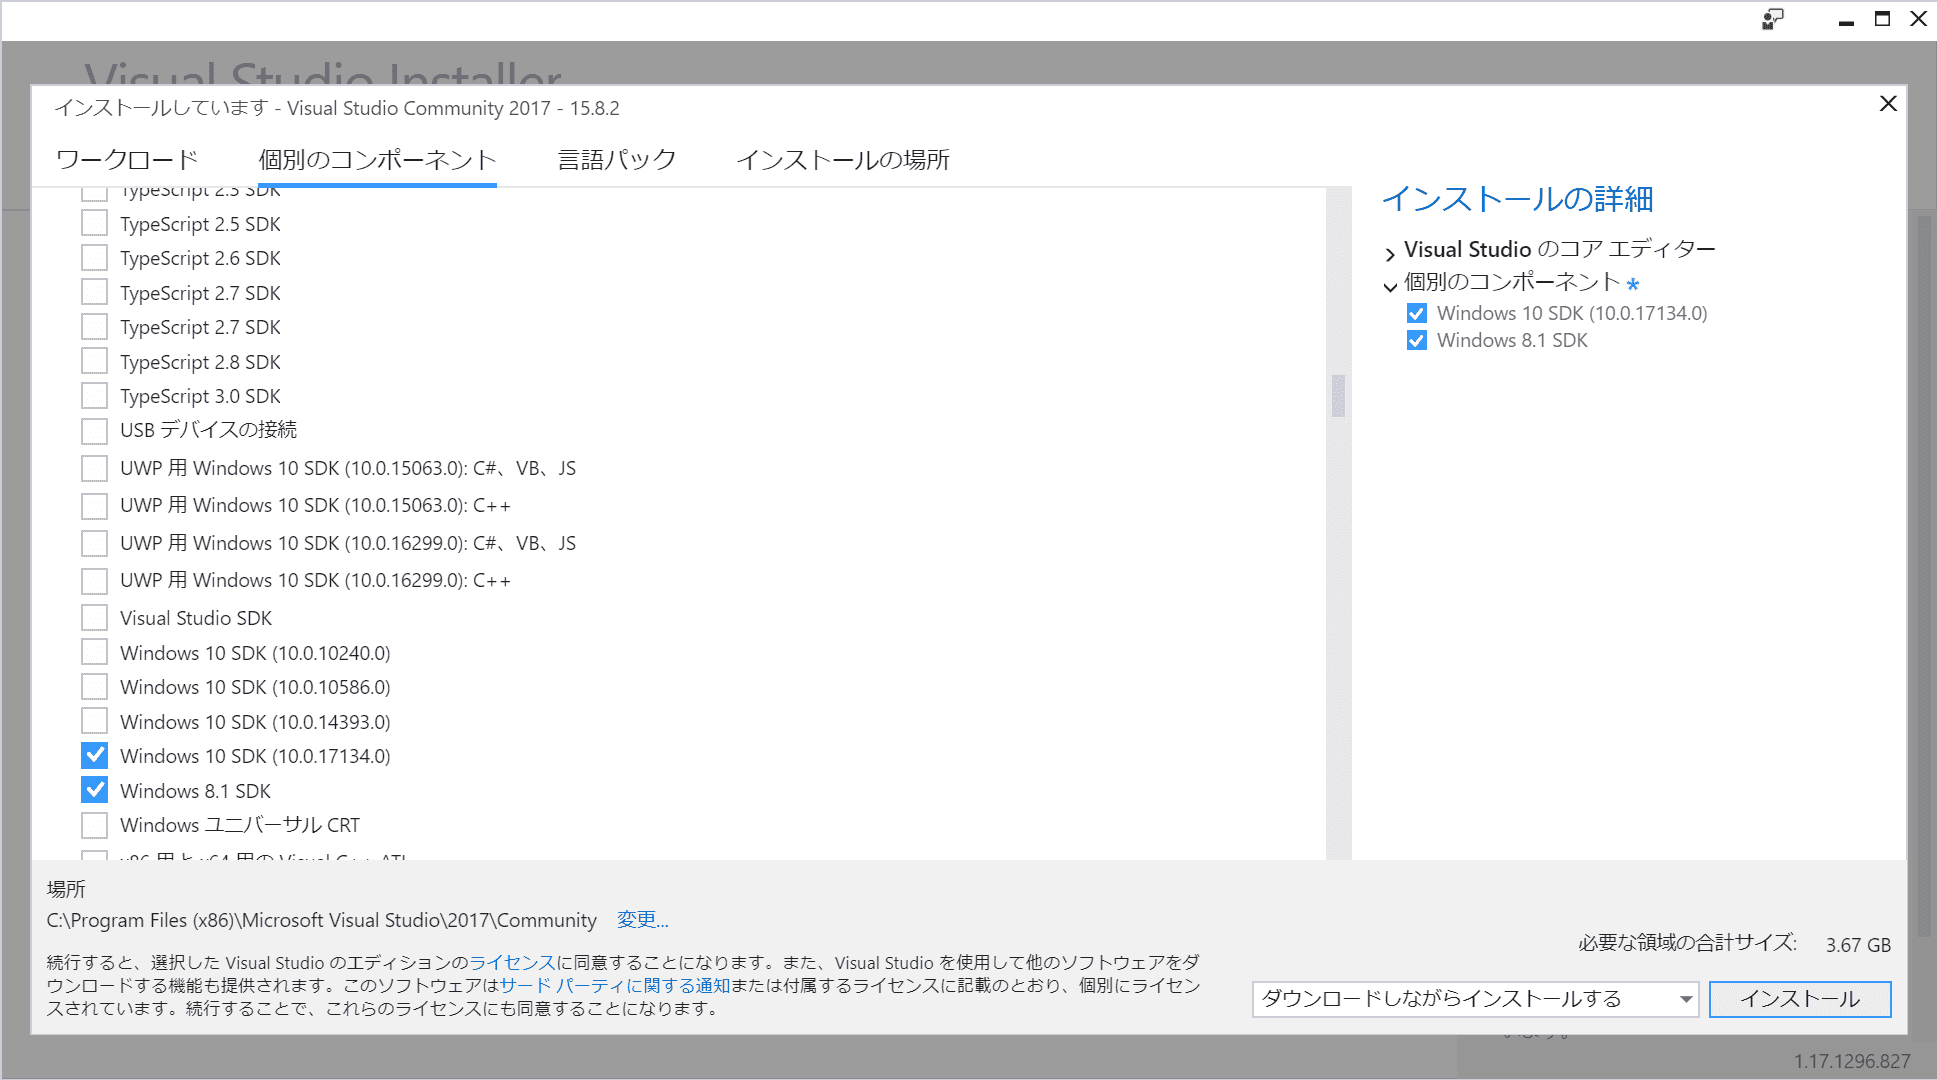 Visual Studio Installer
インストールしています - Visual Studio Community 2017 - 15.8.2
ワークロード 個別のコンポーネント 言語パック インストールの場所
TypeScript 2.3 SDK
TypeScript 2.5 SDK
TypeScript 2.6 SDK
TypeScript 2.7 SDK
TypeScript 2.7 SDK
TypeScript 2.8 SDK
TypeScript 3.0 SDK
USB デバイスの接続
UWP 用 Windows 10 SDK (10.0.15063.0): C#、VB、JS
UWP 用 Windows 10 SDK (10.0.15063.0): C++
UWP 用 Windows 10 SDK (10.0.16299.0): C#、VB、JS
UWP 用 Windows 10 SDK (10.0.16299.0): C++
Visual Studio SDK
Windows 10 SDK (10.0.10240.0)
Windows 10 SDK (10.0.10586.0)
Windows 10 SDK (10.0.14393.0)
Windows 10 SDK (10.0.17134.0)
Windows 8.1 SDK
Windows ユニバーサル CRT
x86 用と x64 用の Visual C++ ATL
インストールの詳細
Visual Studio のコア エディター
個別のコンポーネント *
Windows 10 SDK (10.0.17134.0)
Windows 8.1 SDK
場所
C:\Program Files (x86)\Microsoft Visual Studio\2017\Community 変更...
続行すると、選択した Visual Studio のエディションのライセンスに同意することになります。また、Visual Studio を使用して他のソフトウェアをダ
ウンロードする機能も提供されます。このソフトウェアはサード パーティに関する通知または付属するライセンスに記載のとおり、個別にライセン
スされています。続行することで、これらのライセンスにも同意することになります。
必要な領域の合計サイズ: 3.67 GB
ダウンロードしながらインストールする インストール
1.17.1296.827